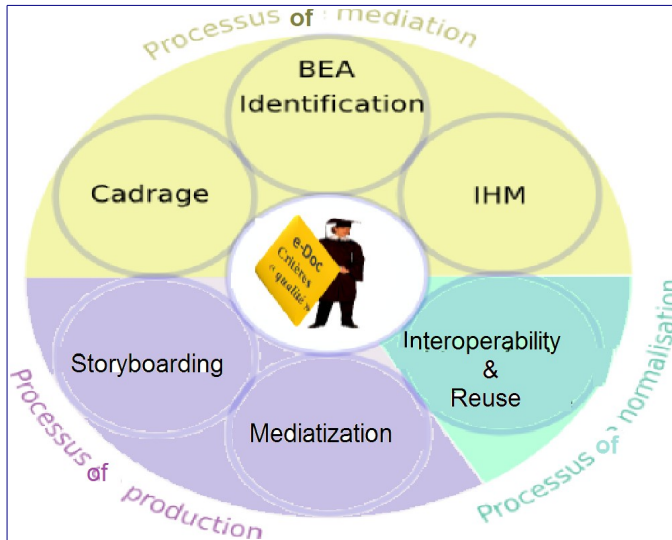 Processus of mediation
BEA
Identification
Cadrage
IHM
e-Doc
Critères
« qualité »
Storyboarding
Interoperability
&
Reuse
Mediatization
Processus of production
Processus of normalisation